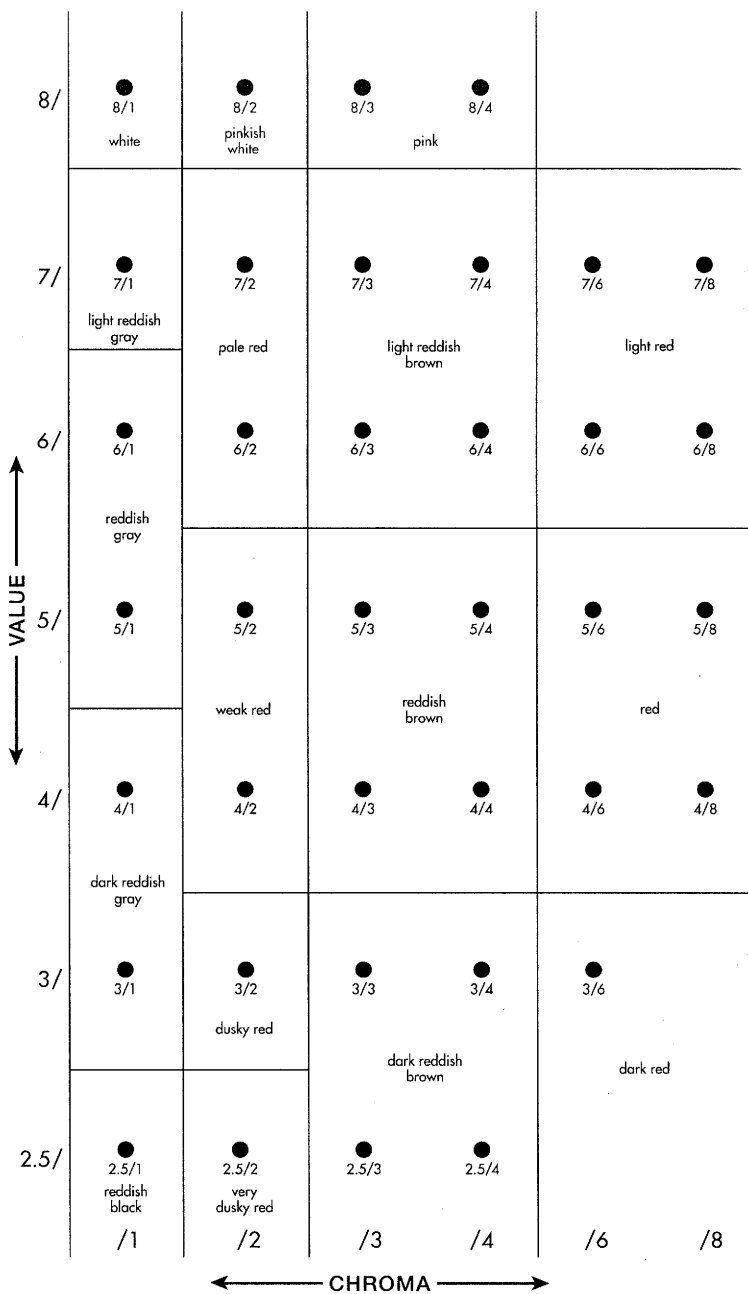 8/
8/1 8/2 8/3 8/4
white pinkish white pink
7/
7/1 7/2 7/3 7/4 7/6 7/8
light reddish gray
pale red light reddish brown light red
6/
6/1 6/2 6/3 6/4 6/6 6/8
reddish gray
VALUE
5/
5/1 5/2 5/3 5/4 5/6 5/8
weak red reddish brown red
4/
4/1 4/2 4/3 4/4 4/6 4/8
dark reddish gray
3/
3/1 3/2 3/3 3/4 3/6
dusky red
dark reddish brown dark red
2.5/
2.5/1 2.5/2 2.5/3 2.5/4
reddish black very dusky red
/1 /2 /3 /4 /6 /8
CHROMA